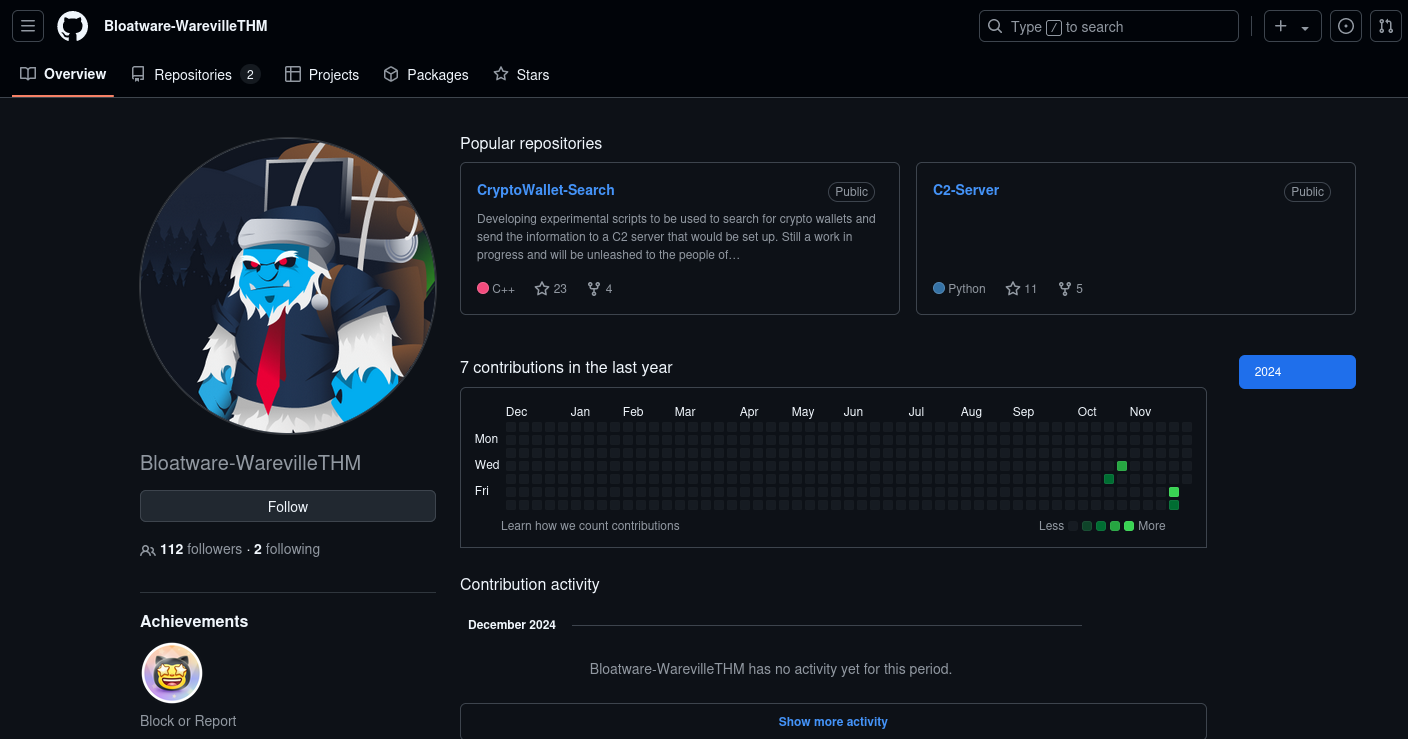 Bloatware-WarevilleTHM
Type / to search
Overview
Repositories 2
Projects
Packages
Stars
Popular repositories
CryptoWallet-Search
Public
Developing experimental scripts to be used to search for crypto wallets and
send the information to a C2 server that would be set up. Still a work in
progress and will be unleashed to the people of…
C++ 23 4
C2-Server
Public
Python 11 5
Bloatware-WarevilleTHM
Follow
112 followers · 2 following
Achievements
Block or Report
7 contributions in the last year
2024
Dec Jan Feb Mar Apr May Jun Jul Aug Sep Oct Nov
Mon
Wed
Fri
Learn how we count contributions
Less More
Contribution activity
December 2024
Bloatware-WarevilleTHM has no activity yet for this period.
Show more activity